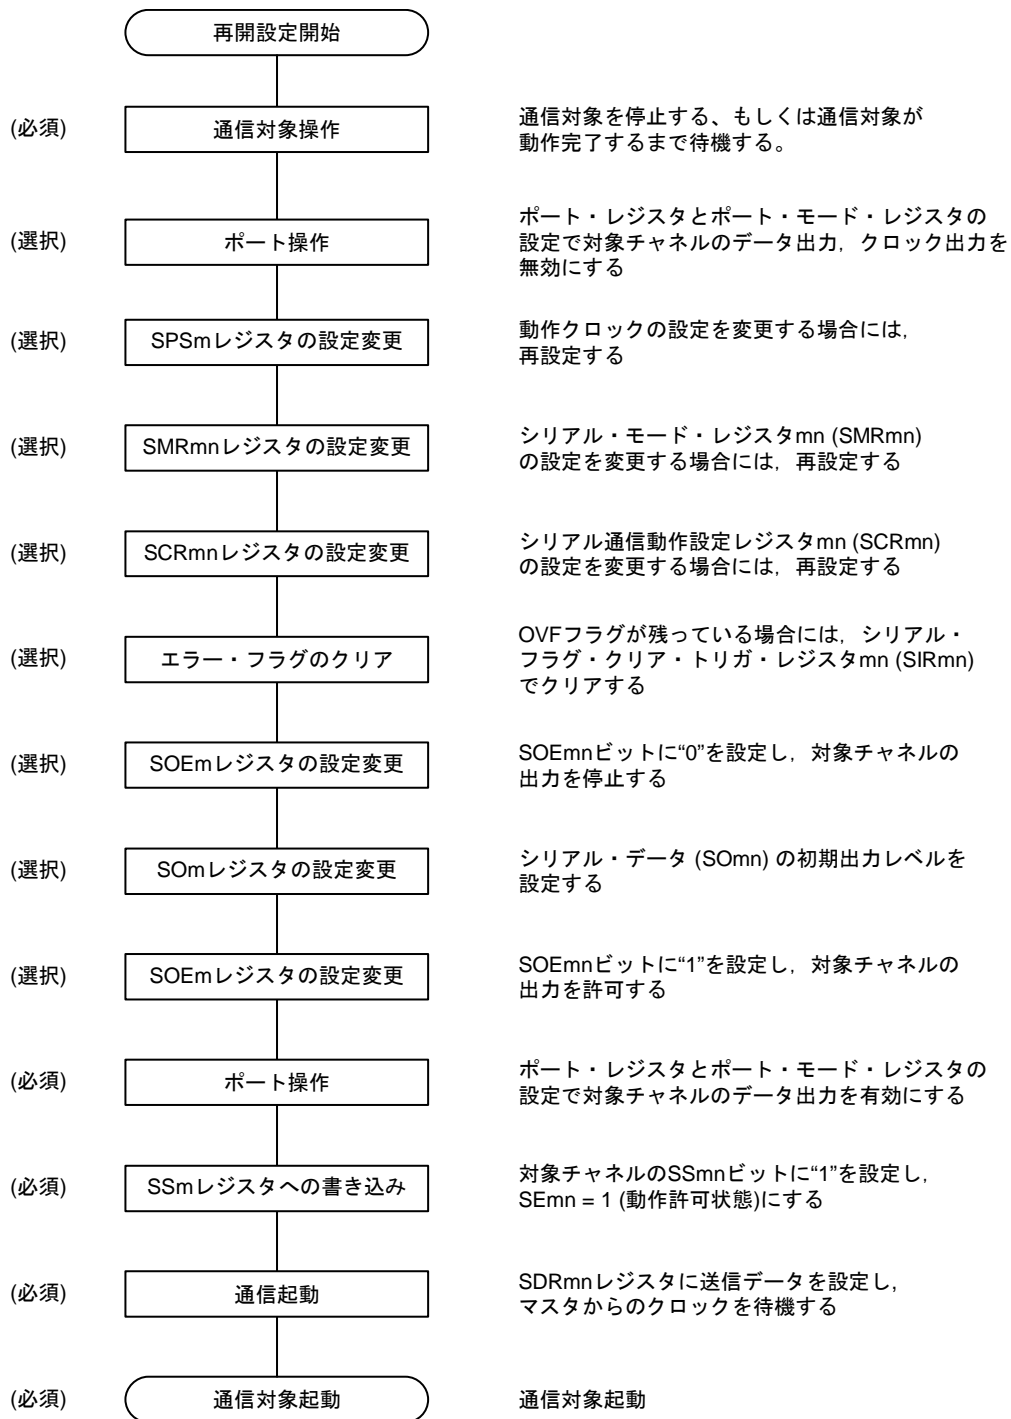 再開設定開始
(必須)
通信対象操作
通信対象を停止する、もしくは通信対象が
動作完了するまで待機する。
(選択)
ポート操作
ポート・レジスタとポート・モード・レジスタの
設定で対象チャネルのデータ出力，クロック出力を
無効にする
(選択)
SPSmレジスタの設定変更
動作クロックの設定を変更する場合には，
再設定する
(選択)
SMRmnレジスタの設定変更
シリアル・モード・レジスタmn (SMRmn)
の設定を変更する場合には，再設定する
(選択)
SCRmnレジスタの設定変更
シリアル通信動作設定レジスタmn (SCRmn)
の設定を変更する場合には，再設定する
(選択)
エラー・フラグのクリア
OVFフラグが残っている場合には，シリアル・
フラグ・クリア・トリガ・レジスタmn (SIRmn)
でクリアする
(選択)
SOEmレジスタの設定変更
SOEmnビットに“0”を設定し，対象チャネルの
出力を停止する
(選択)
SOmレジスタの設定変更
シリアル・データ (SOmn) の初期出力レベルを
設定する
(選択)
SOEmレジスタの設定変更
SOEmnビットに“1”を設定し，対象チャネルの
出力を許可する
(必須)
ポート操作
ポート・レジスタとポート・モード・レジスタの
設定で対象チャネルのデータ出力を有効にする
(必須)
SSmレジスタへの書き込み
対象チャネルのSSmnビットに“1”を設定し，
SEmn = 1 (動作許可状態)にする
(必須)
通信起動
SDRmnレジスタに送信データを設定し，
マスタからのクロックを待機する
(必須)
通信対象起動
通信対象起動